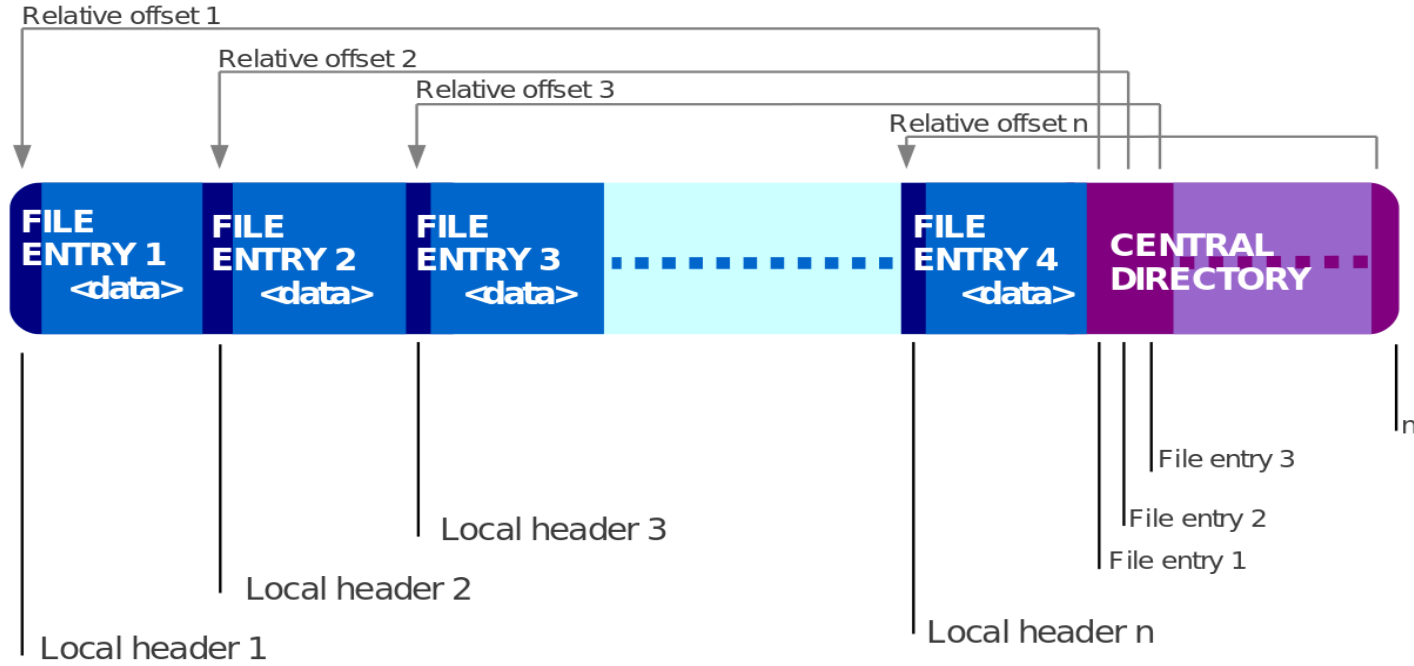 Relative offset 1
Relative offset 2
Relative offset 3
Relative offset n
FILE
ENTRY 1
<data>
FILE
ENTRY 2
<data>
FILE
ENTRY 3
<data>
FILE
ENTRY 4
<data>
CENTRAL
DIRECTORY
n
File entry 3
File entry 2
File entry 1
Local header 3
Local header 2
Local header 1
Local header n